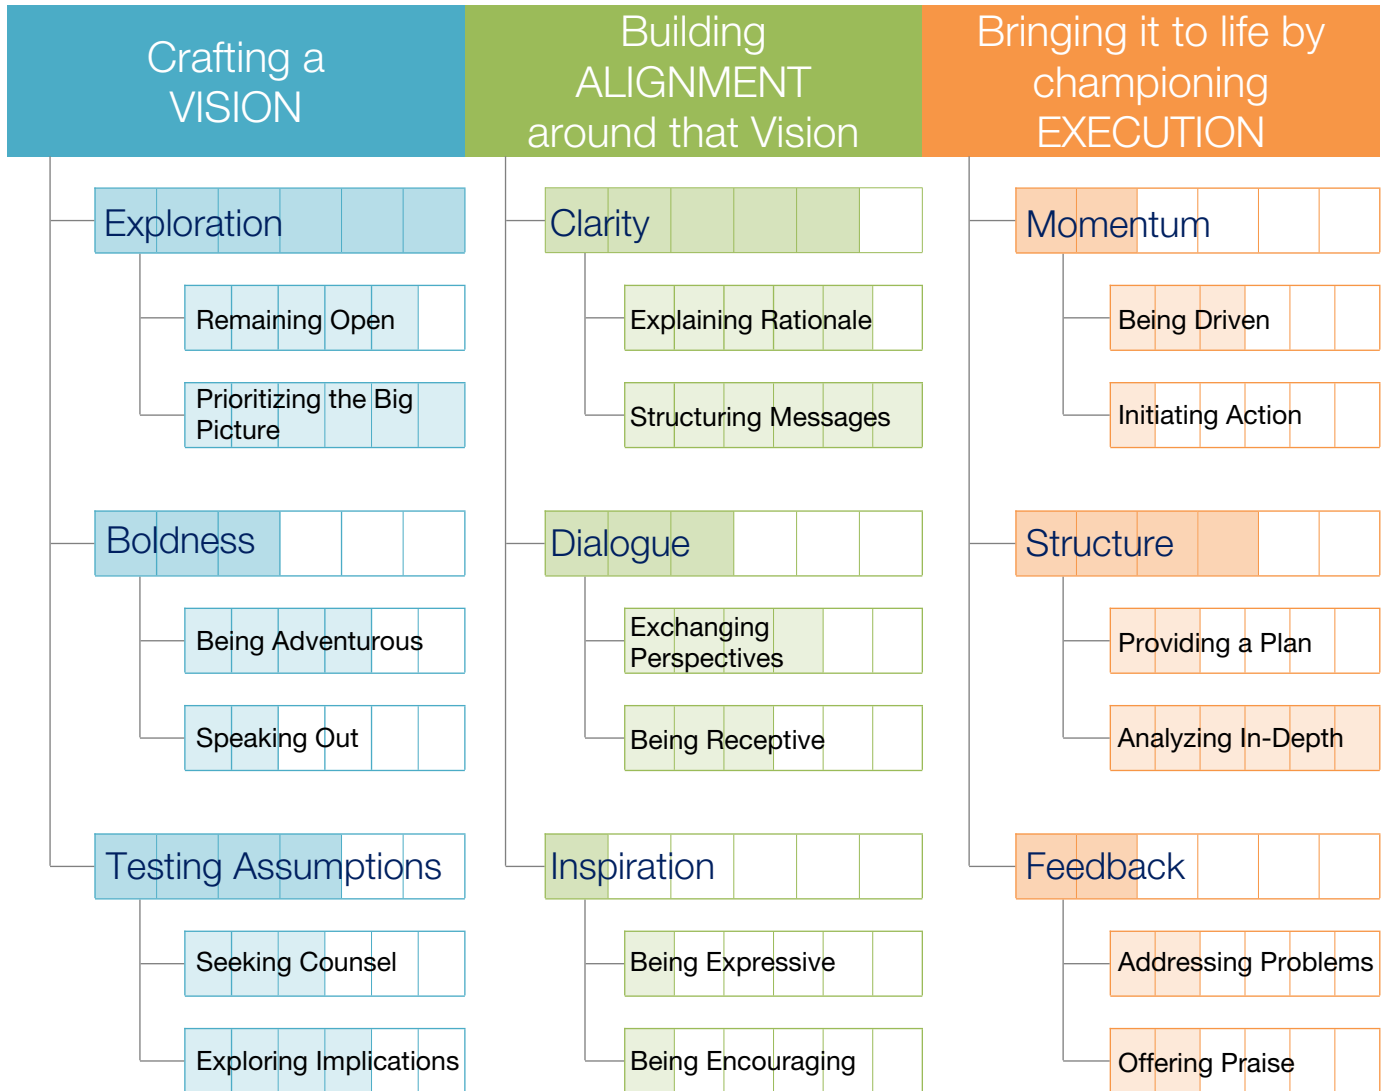 Crafting a
VISION
Exploration
Remaining Open
Prioritizing the Big
Picture
Boldness
Being Adventurous
Speaking Out
Testing Assumptions
Seeking Counsel
Exploring Implications
Building
ALIGNMENT
around that Vision
Clarity
Explaining Rationale
Structuring Messages
Dialogue
Exchanging
Perspectives
Being Receptive
Inspiration
Being Expressive
Being Encouraging
Bringing it to life by
championing
EXECUTION
Momentum
Being Driven
Initiating Action
Structure
Providing a Plan
Analyzing In-Depth
Feedback
Addressing Problems
Offering Praise